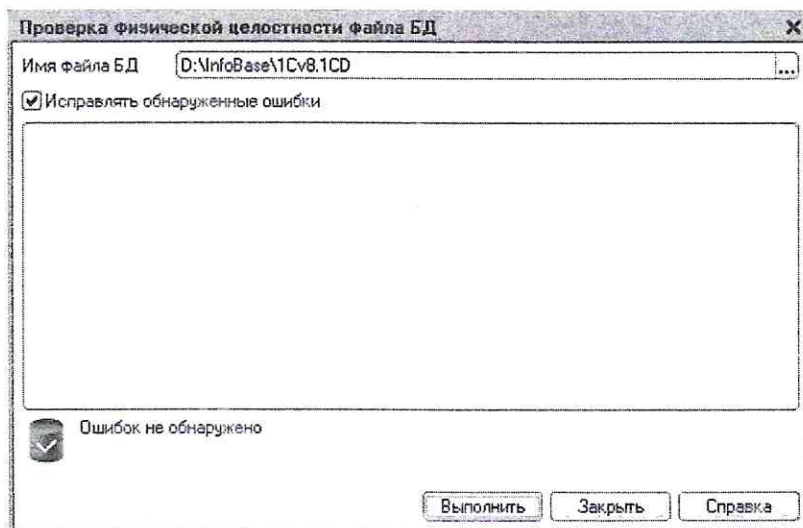 Проверка физической целостности файла БД
Имя файла БД D:\InfoBase\1Cv8.1CD ...
Исправлять обнаруженные ошибки
Ошибок не обнаружено
Выполнить Закрыть Справка